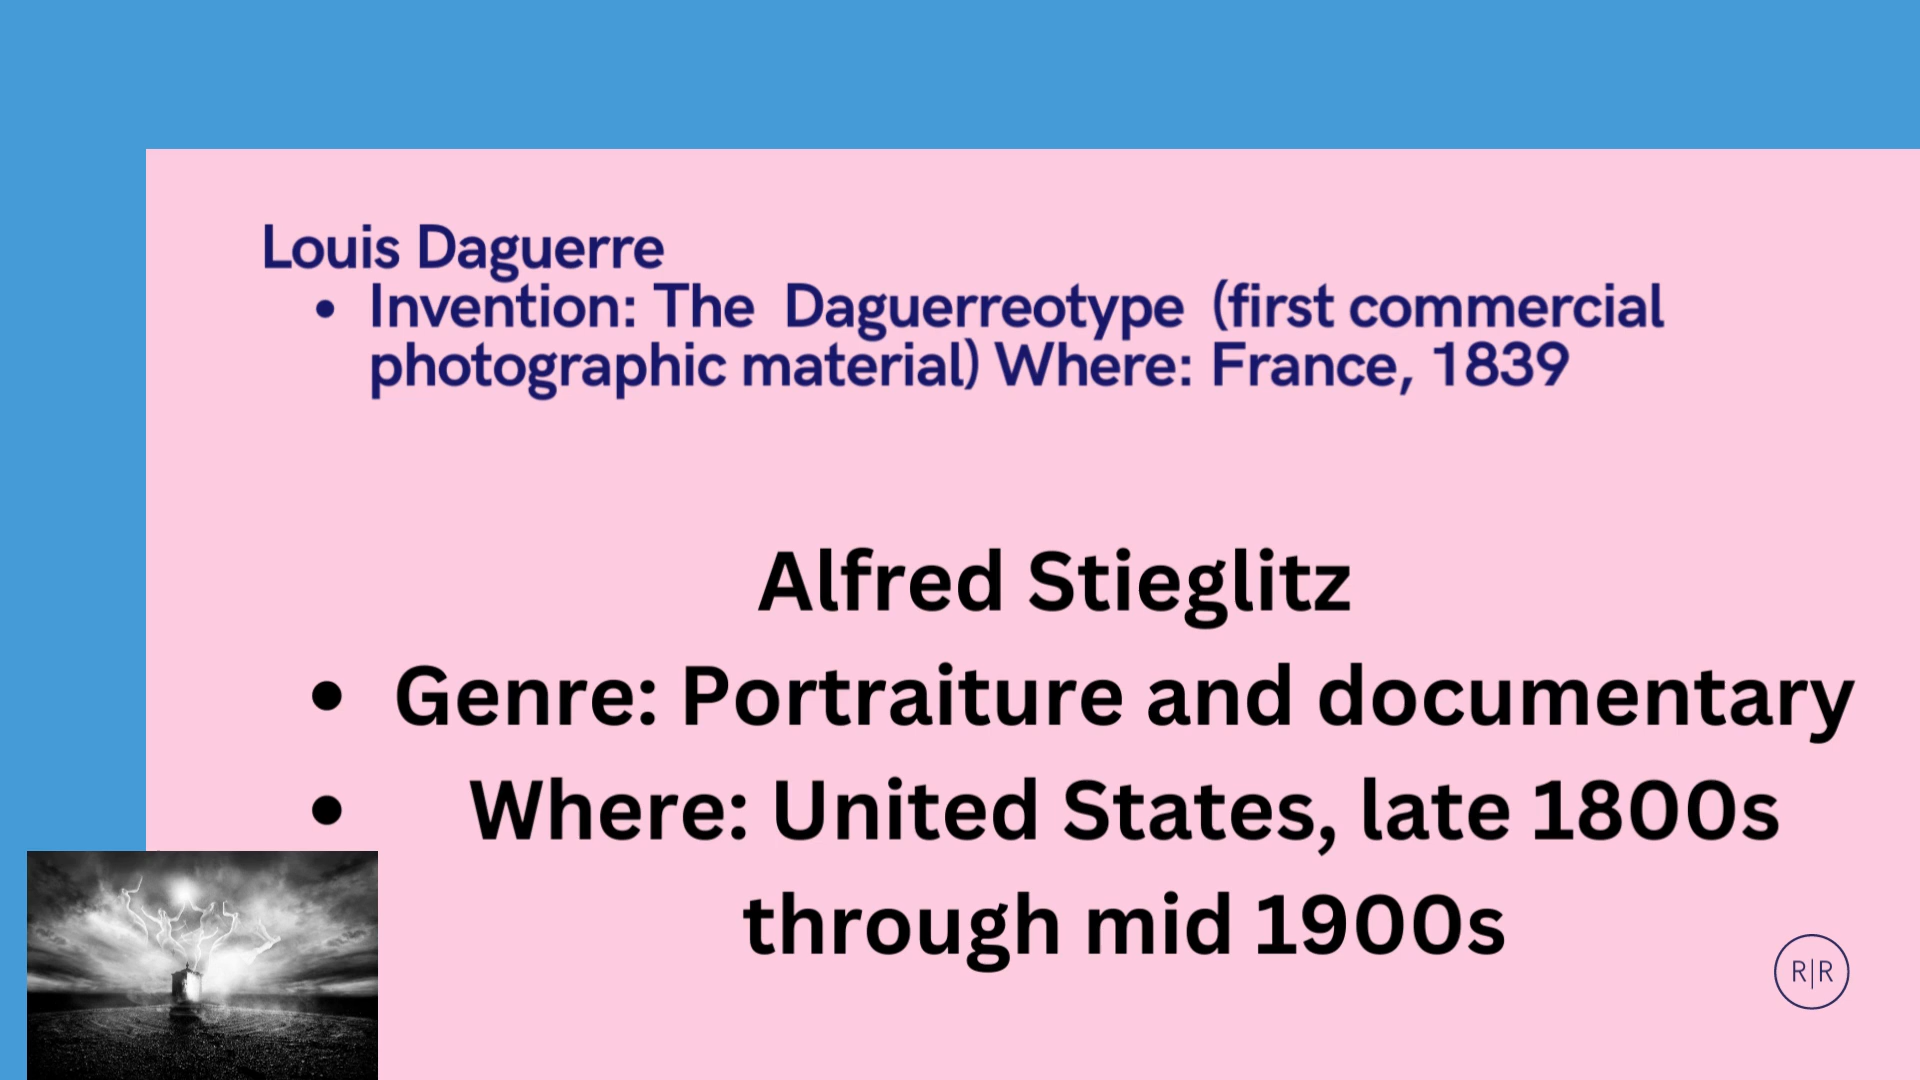 Louis Daguerre
• Invention: The Daguerreotype (first commercial
photographic material) Where: France, 1839
Alfred Stieglitz
• Genre: Portraiture and documentary
• Where: United States, late 1800s
through mid 1900s
R|R